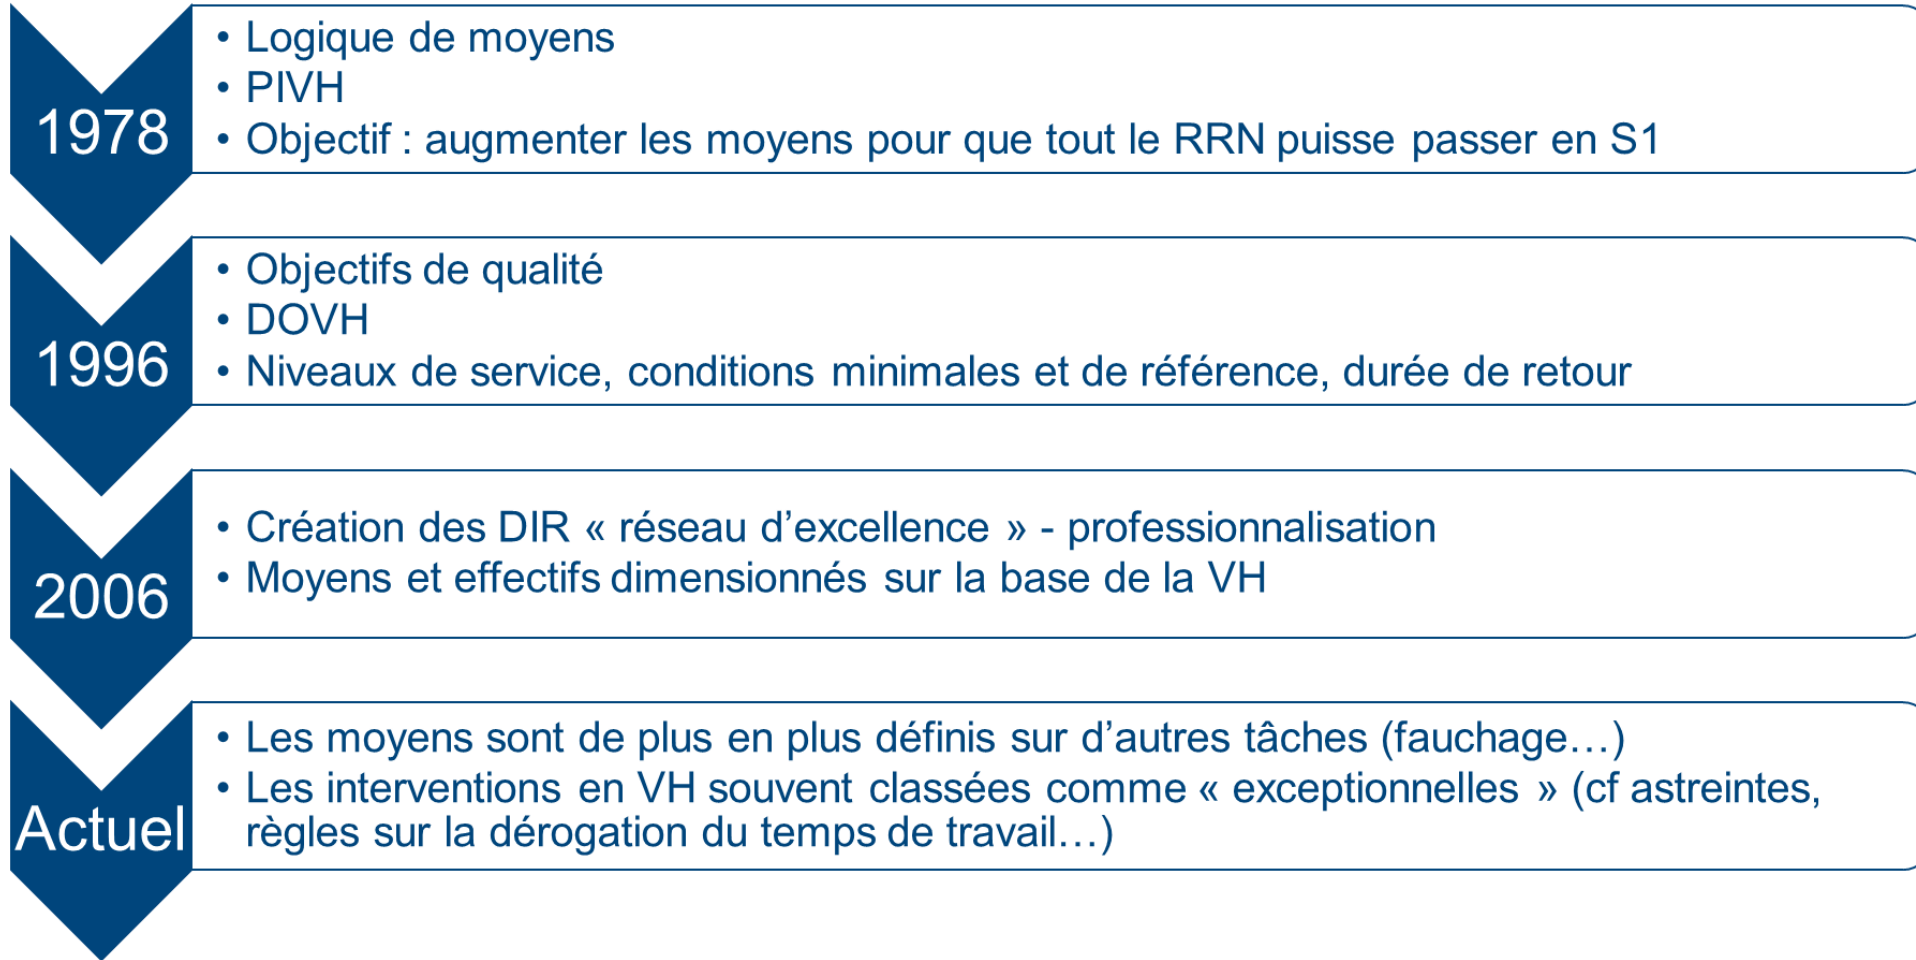 1978
• Logique de moyens
• PIVH
• Objectif : augmenter les moyens pour que tout le RRN puisse passer en S1
1996
• Objectifs de qualité
• DOVH
• Niveaux de service, conditions minimales et de référence, durée de retour
2006
• Création des DIR « réseau d’excellence » - professionnalisation
• Moyens et effectifs dimensionnés sur la base de la VH
Actuel
• Les moyens sont de plus en plus définis sur d’autres tâches (fauchage…)
• Les interventions en VH souvent classées comme « exceptionnelles » (cf astreintes,
règles sur la dérogation du temps de travail…)